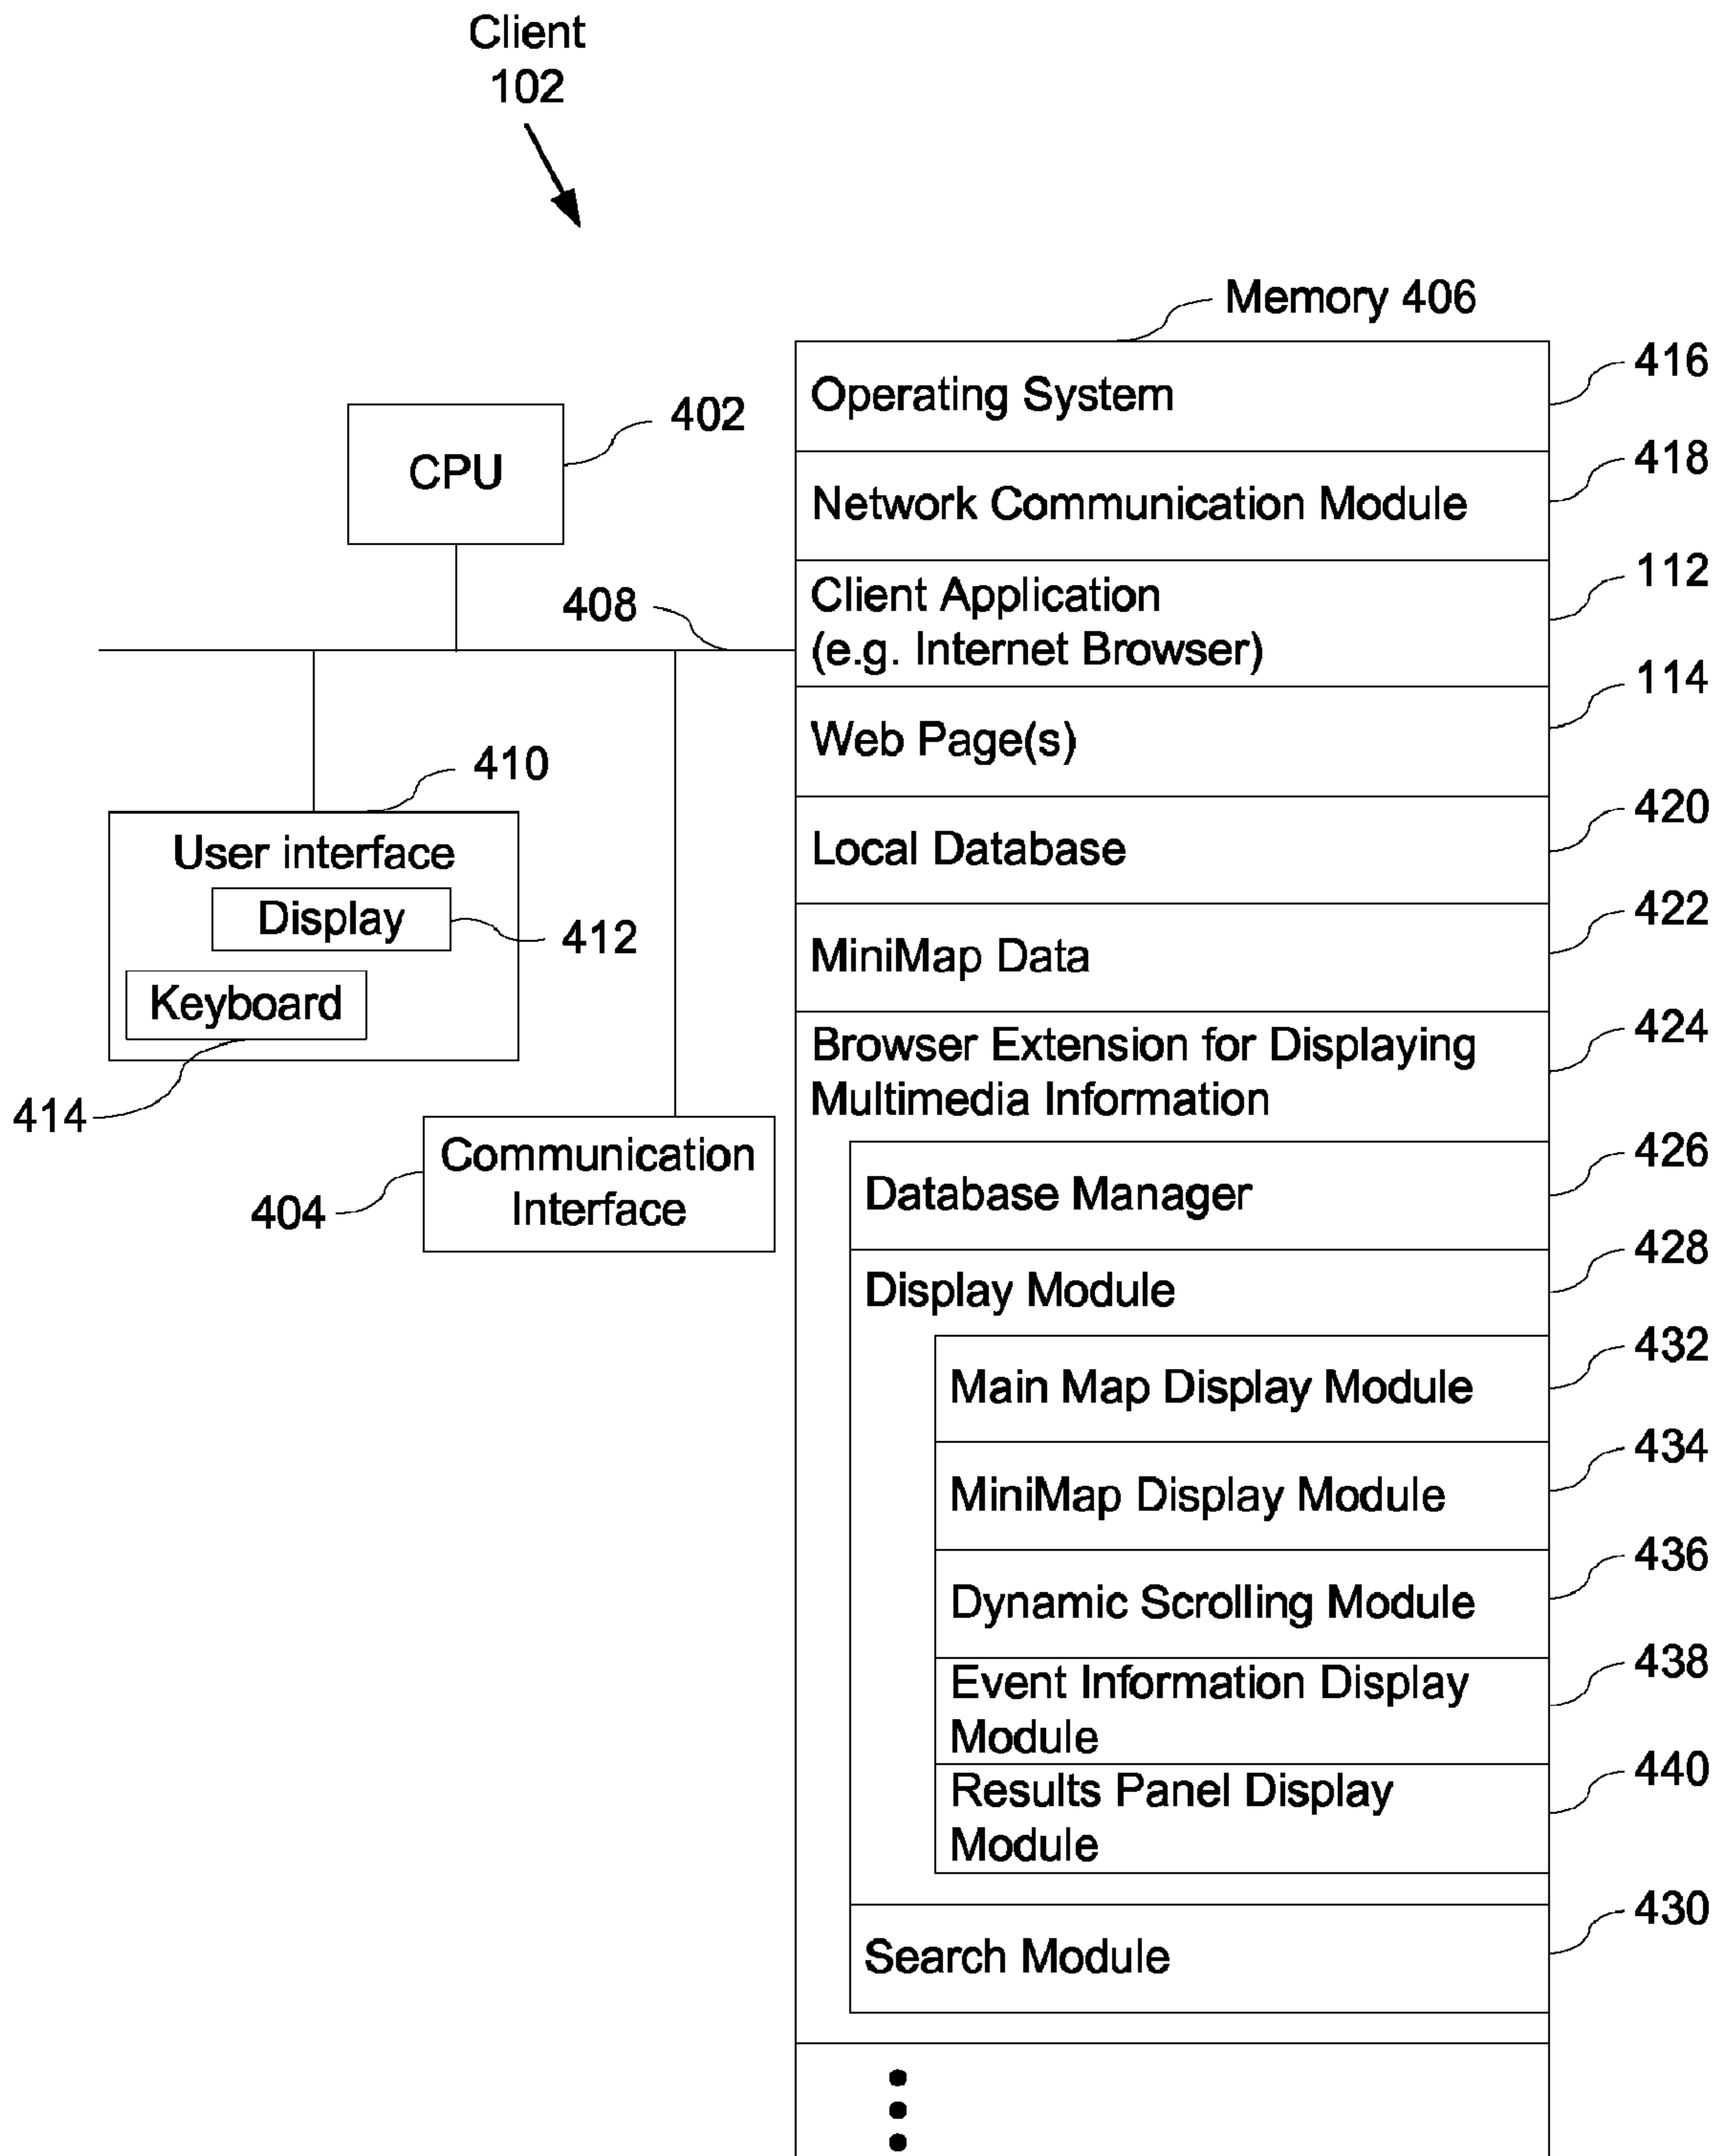 Client
102
Memory 406
Operating System
416
CPU
402
Network Communication Module
418
408
Client Application
(e.g. Internet Browser)
112
Web Page(s)
114
410
User interface
Display
412
Keyboard
414
Communication
Interface
404
Local Database
420
MiniMap Data
422
Browser Extension for Displaying
Multimedia Information
424
Database Manager
426
Display Module
428
Main Map Display Module
432
MiniMap Display Module
434
Dynamic Scrolling Module
436
Event Information Display
Module
438
Results Panel Display
Module
440
Search Module
430